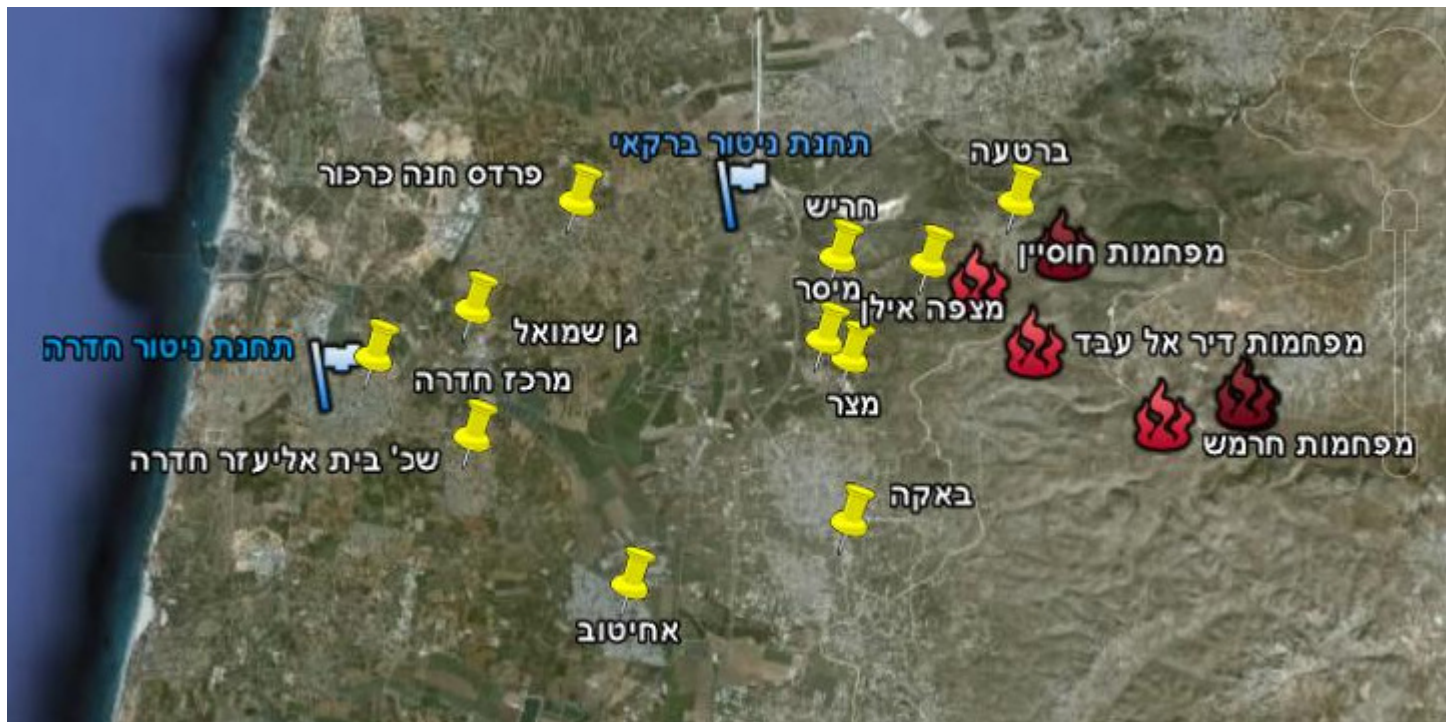 תחנת ניטור ברקאי
ברטעה
פרדס חנה כרכור
חריש
מפחמות חוסיין
מיסר
מצפה אילן
גן שמואל
מפחמות דיר אל עבד
תחנת ניטור חדרה
מרכז חדרה
מצר
מפחמות חרמש
שכ' בית אליעזר חדרה
באקה
אחיטוב